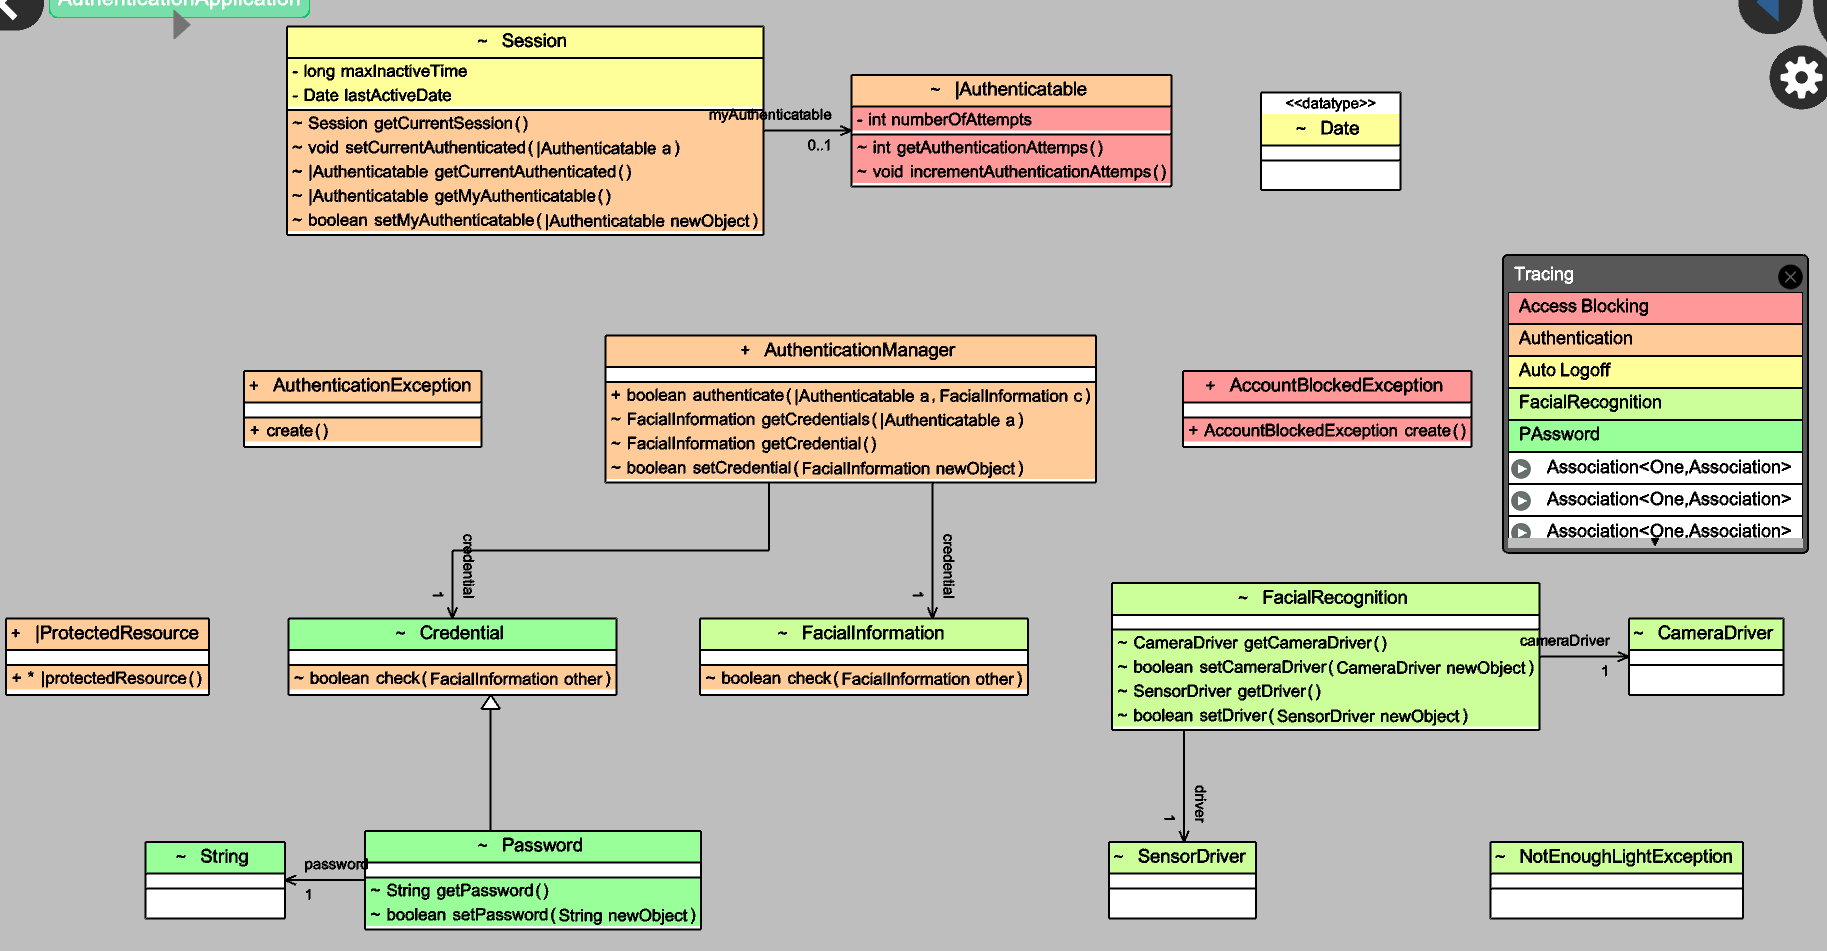 AuthenticationApplication
~ Session
- long maxInactiveTime
- Date lastActiveDate
~ Session getCurrentSession()
~ void setCurrentAuthenticated(|Authenticatable a)
~ |Authenticatable getCurrentAuthenticated()
~ |Authenticatable getMyAuthenticatable()
~ boolean setMyAuthenticatable(|Authenticatable newObject)
myAuthenticatable
0..1
~ |Authenticatable
- int numberOfAttempts
~ int getAuthenticationAttemps()
~ void incrementAuthenticationAttemps()
<<datatype>>
~ Date
Tracing
Access Blocking
Authentication
Auto Logoff
FacialRecognition
PAssword
Association<One,Association>
Association<One,Association>
Association<One,Association>
+ AuthenticationException
+ create()
+ AuthenticationManager
+ boolean authenticate(|Authenticatable a, FacialInformation c)
~ FacialInformation getCredentials(|Authenticatable a)
~ FacialInformation getCredential()
~ boolean setCredential(FacialInformation newObject)
+ AccountBlockedException
+ AccountBlockedException create()
credential
1
credential
1
+ |ProtectedResource
+ * |protectedResource()
~ Credential
~ boolean check(FacialInformation other)
~ FacialInformation
~ boolean check(FacialInformation other)
~ FacialRecognition
~ CameraDriver getCameraDriver()
~ boolean setCameraDriver(CameraDriver newObject)
~ SensorDriver getDriver()
~ boolean setDriver(SensorDriver newObject)
cameraDriver
1
~ CameraDriver
driver
1
~ String
password
1
~ Password
~ String getPassword()
~ boolean setPassword(String newObject)
~ SensorDriver
~ NotEnoughLightException